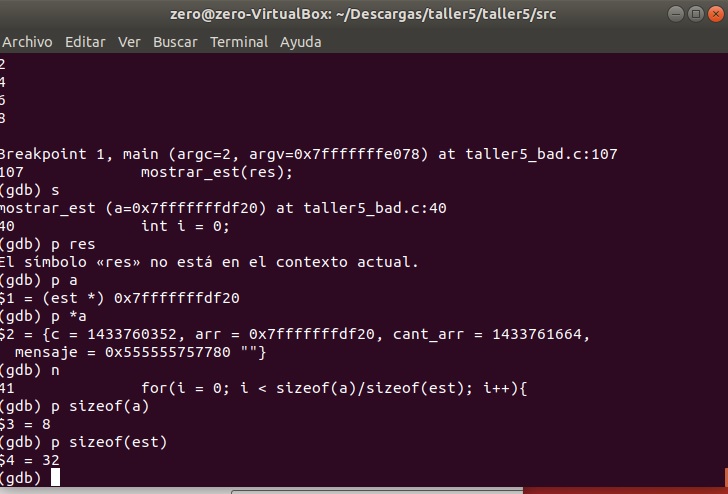 zero@zero-VirtualBox: ~/Descargas/taller5/taller5/src
Archivo Editar Ver Buscar Terminal Ayuda
2
4
6
8
Breakpoint 1, main (argc=2, argv=0x7fffffffe078) at taller5_bad.c:107
107 mostrar_est(res);
(gdb) s
mostrar_est (a=0x7fffffffdf20) at taller5_bad.c:40
40 int i = 0;
(gdb) p res
El símbolo «res» no está en el contexto actual.
(gdb) p a
$1 = (est *) 0x7fffffffdf20
(gdb) p *a
$2 = {c = 1433760352, arr = 0x7fffffffdf20, cant_arr = 1433761664,
mensaje = 0x555555757780 ""}
(gdb) n
41 for(i = 0; i < sizeof(a)/sizeof(est); i++){
(gdb) p sizeof(a)
$3 = 8
(gdb) p sizeof(est)
$4 = 32
(gdb)